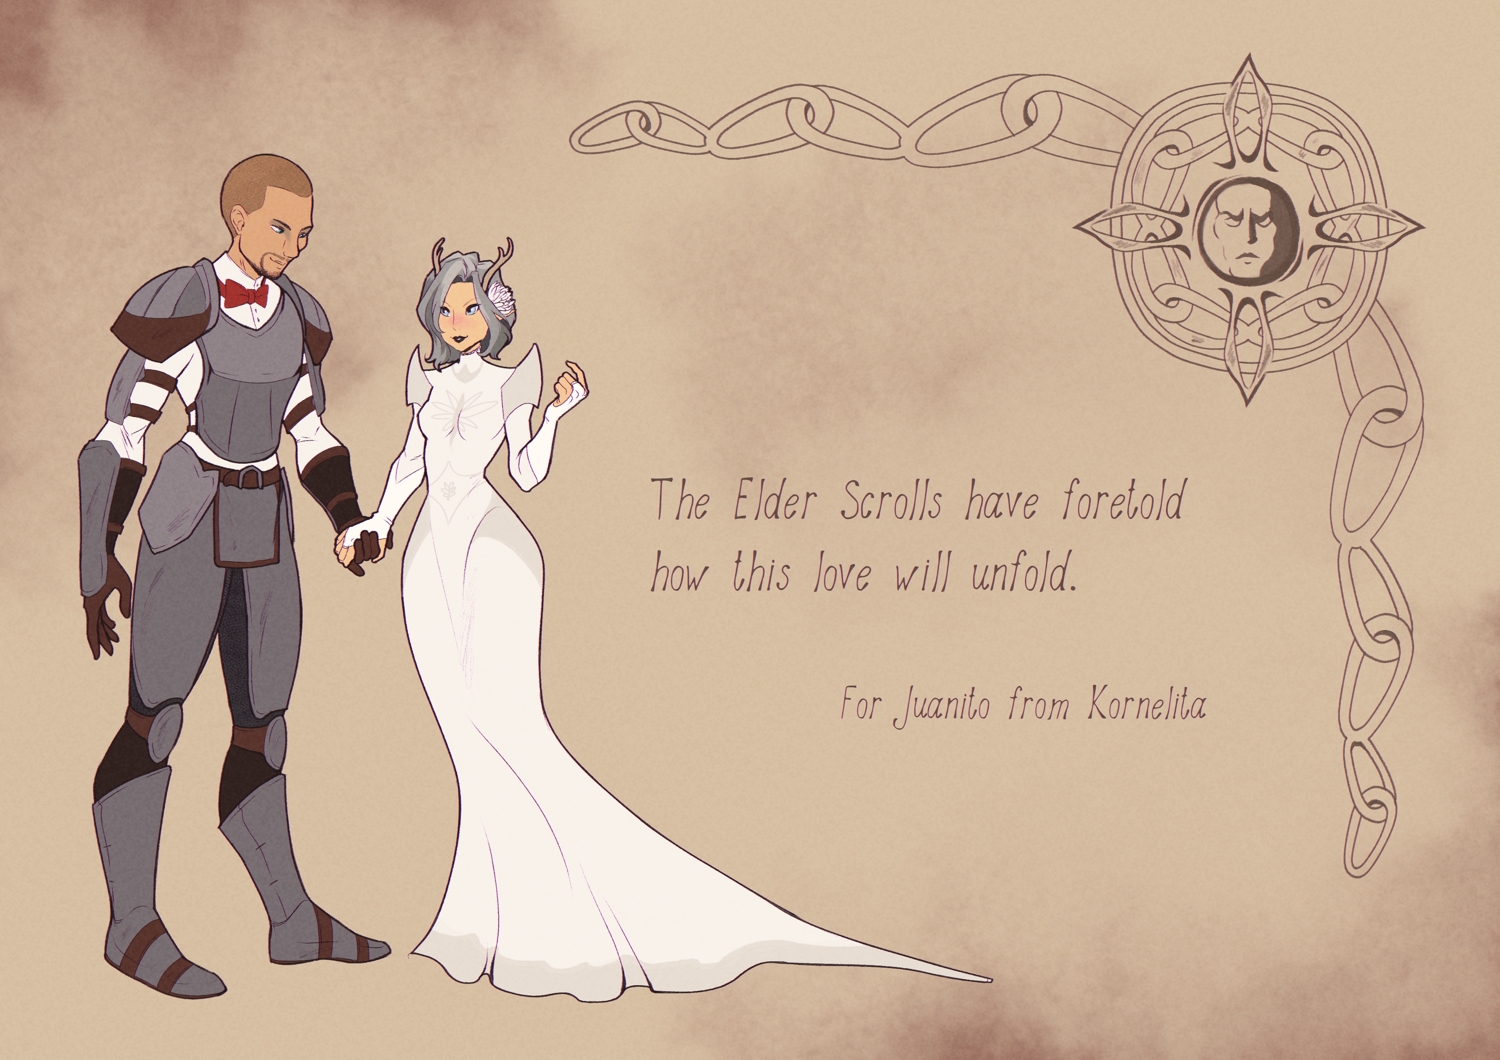 The Elder Scrolls have foretold
how this love will unfold.
For Juanito from Kornelita